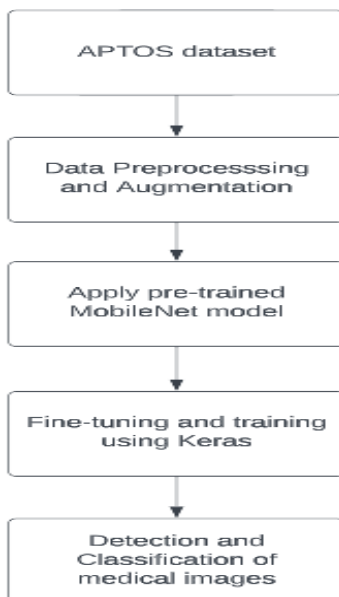 APTOS dataset
Data Preprocesssing
and Augmentation
Apply pre-trained
MobileNet model
Fine-tuning and training
using Keras
Detection and
Classification of
medical images